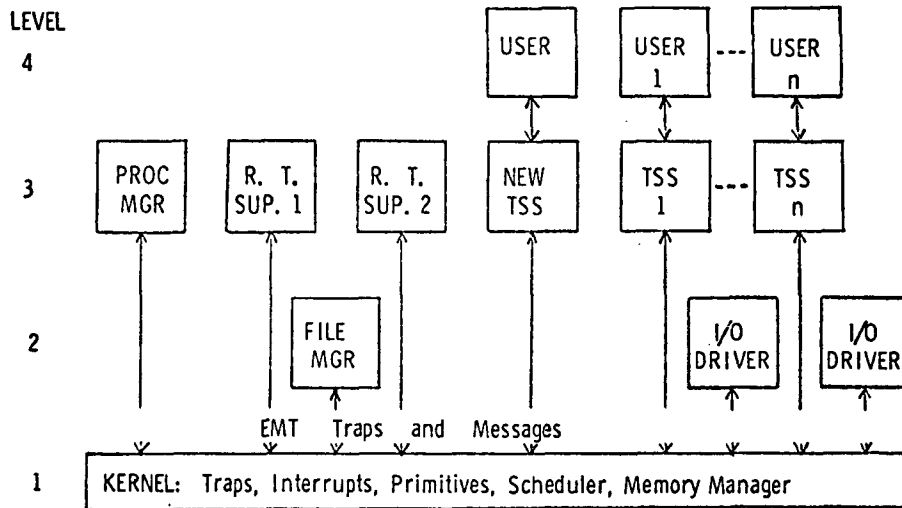 LEVEL
4
USER
USER 1
---
USER n
3
PROC MGR
R. T. SUP. 1
R. T. SUP. 2
NEW TSS
TSS 1
---
TSS n
2
FILE MGR
I/O DRIVER
I/O DRIVER
EMT Traps and Messages
1
KERNEL: Traps, Interrupts, Primitives, Scheduler, Memory Manager